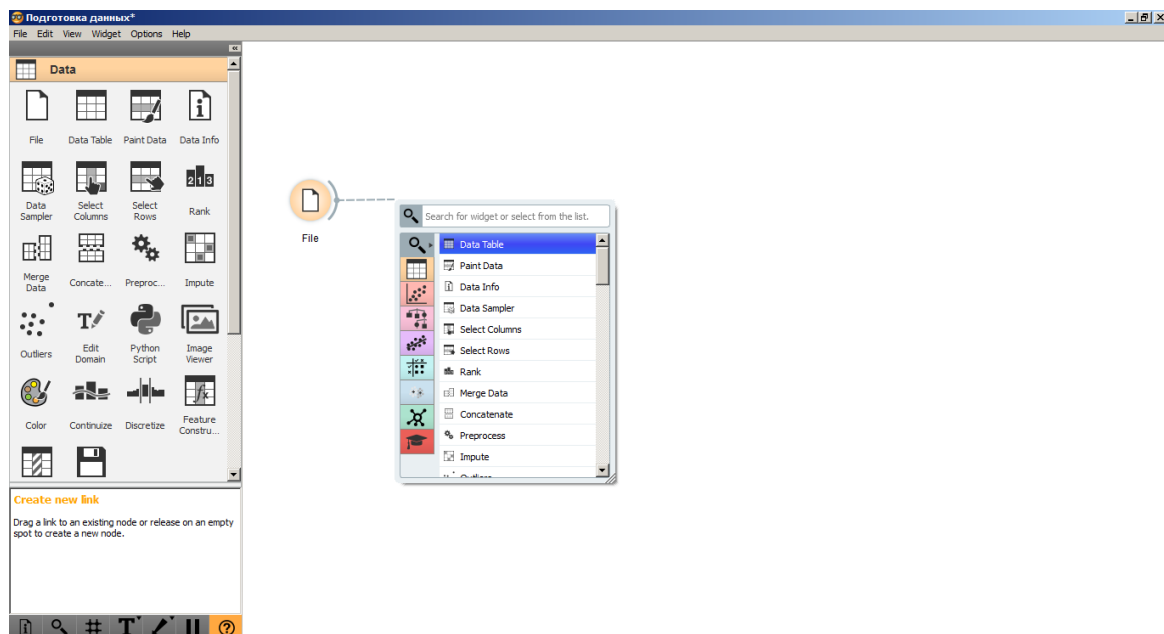 Подготовка данных*
File Edit View Widget Options Help
Data
File Data Table Paint Data Data Info
Data Sampler Select Columns Select Rows Rank
Merge Data Concate... Preproc... Impute
Outliers Edit Domain Python Script Image Viewer
Color Continuize Discretize Feature Constru...
File
Search for widget or select from the list.
Data Table
Paint Data
Data Info
Data Sampler
Select Columns
Select Rows
Rank
Merge Data
Concatenate
Preprocess
Impute
Outliers
Create new link
Drag a link to an existing node or release on an empty
spot to create a new node.